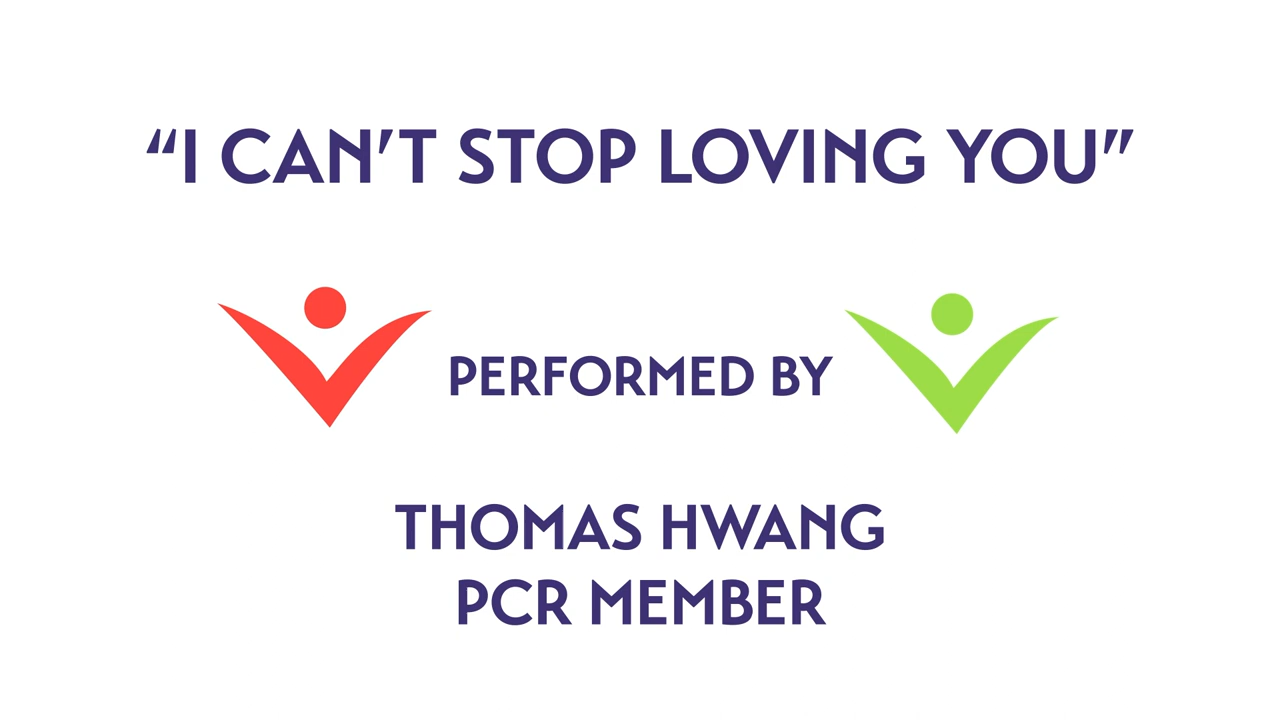 “I CAN’T STOP LOVING YOU”
PERFORMED BY
THOMAS HWANG
PCR MEMBER